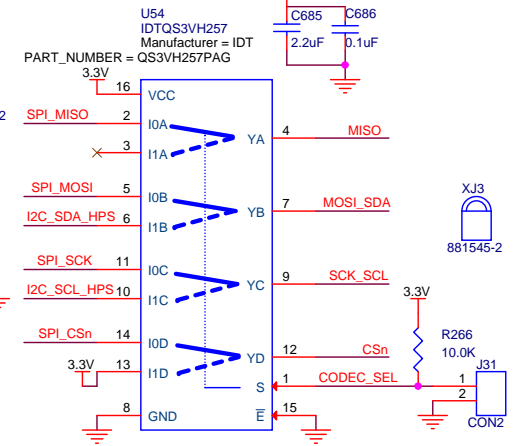 U54
IDTQS3VH257
Manufacturer = IDT
PART_NUMBER = QS3VH257PAG
C685
2.2uF
C686
0.1uF
3.3V
16 VCC
2
SPI_MISO 2 I0A
3 I1A
YA 4 MISO
SPI_MOSI 5 I0B
I2C_SDA_HPS 6 I1B
YB 7 MOSI_SDA
SPI_SCK 11 I0C
I2C_SCL_HPS 10 I1C
YC 9 SCK_SCL
SPI_CSn 14 I0D
3.3V 13 I1D
YD 12 CSn
S 1 CODEC_SEL
8 GND
E 15
XJ3
881545-2
3.3V
R266
10.0K
J31
1
2
CON2